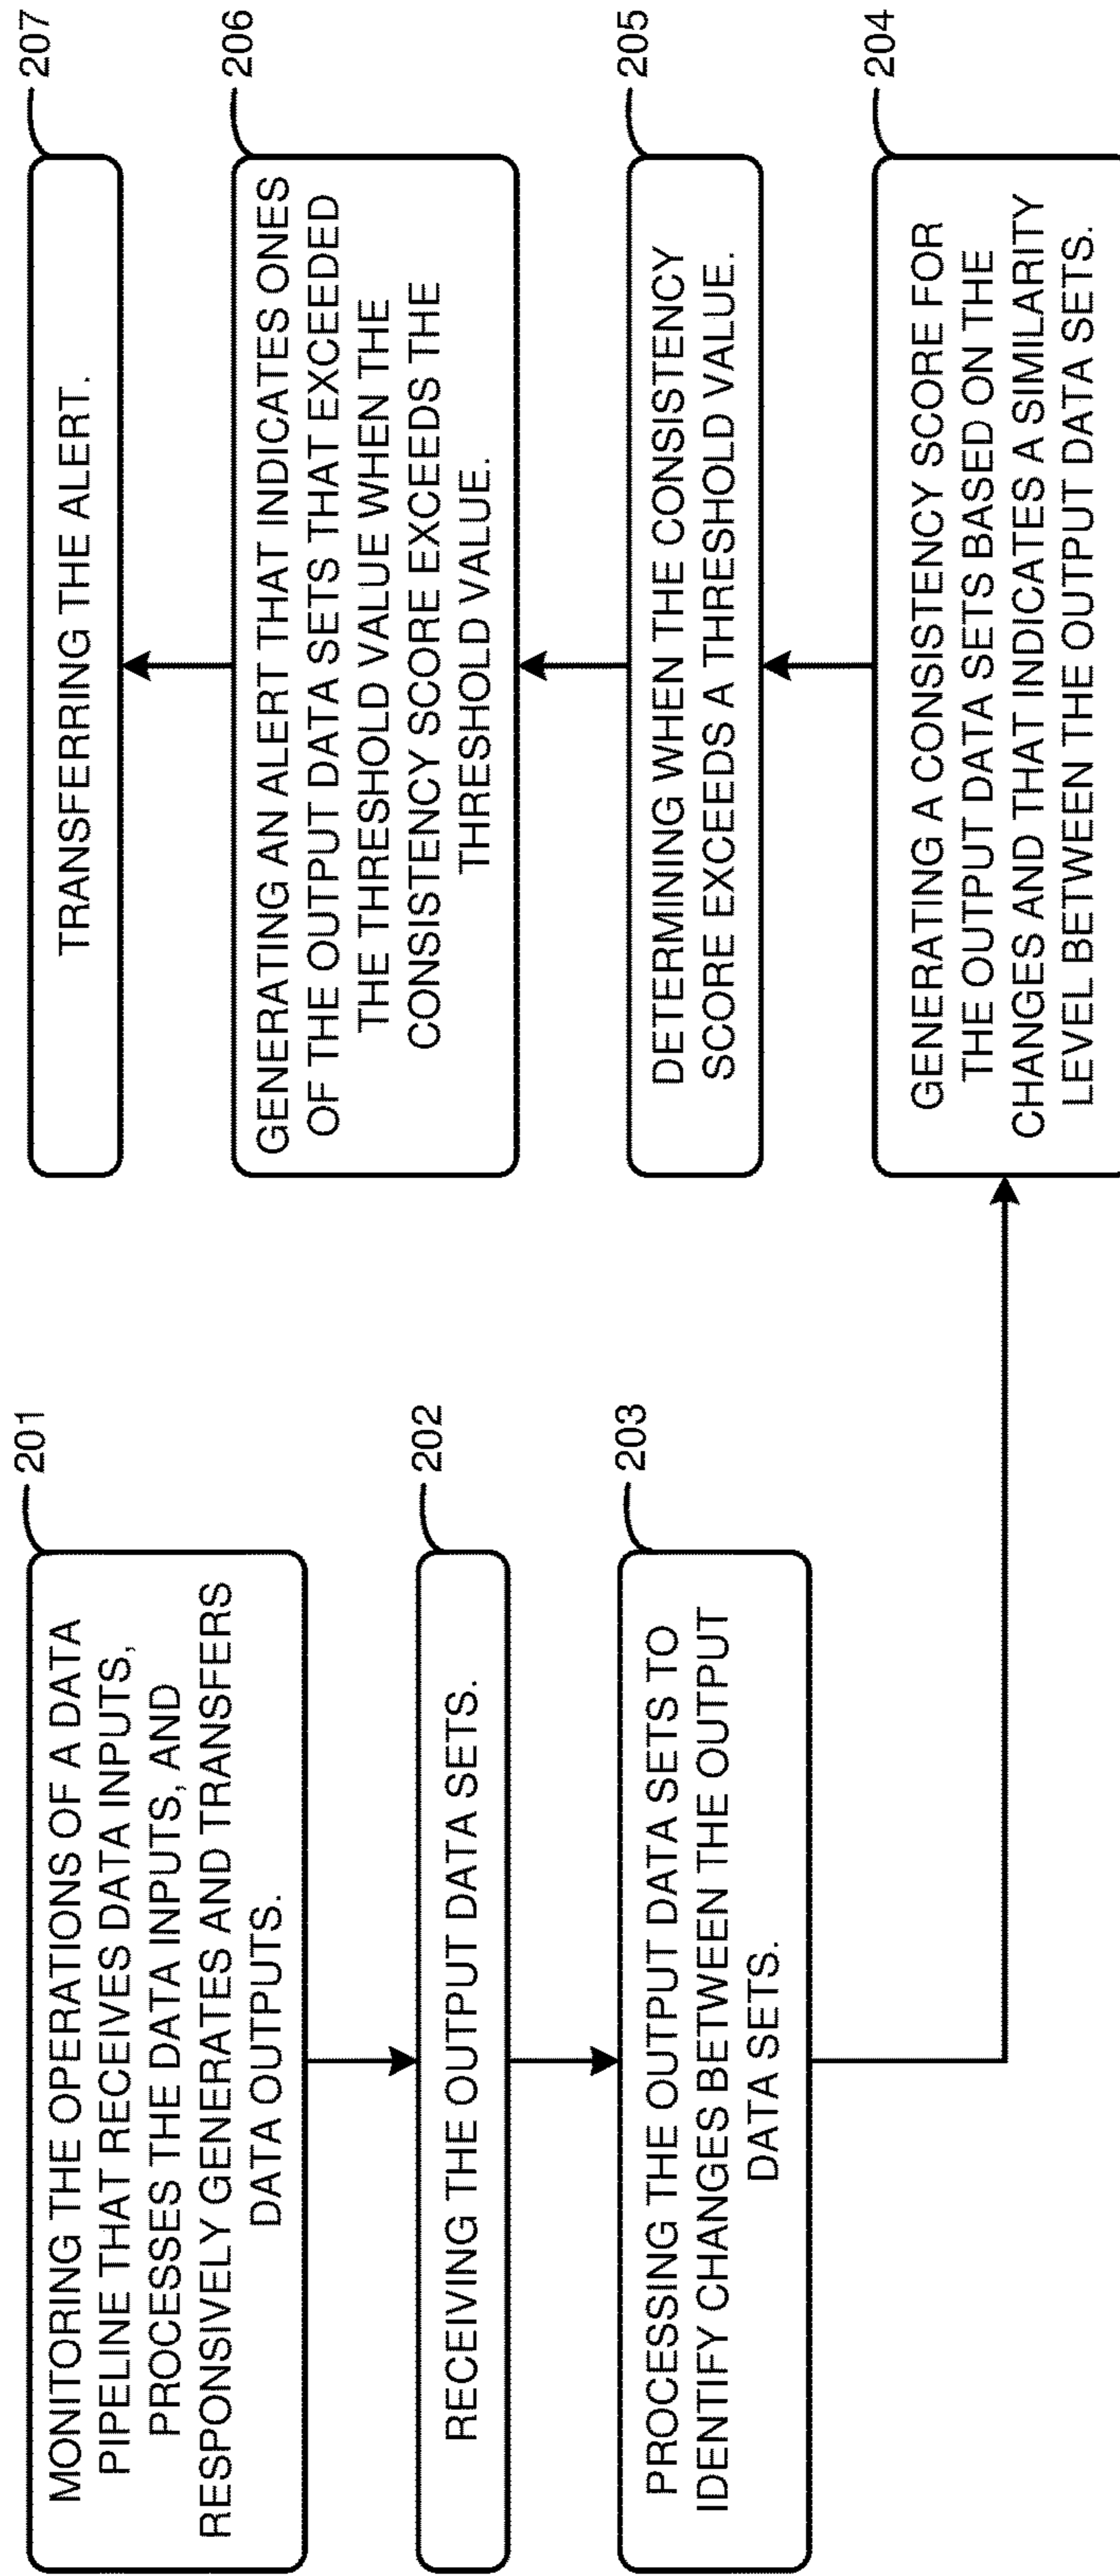 201
MONITORING THE OPERATIONS OF A DATA
PIPELINE THAT RECEIVES DATA INPUTS,
PROCESSES THE DATA INPUTS, AND
RESPONSIVELY GENERATES AND TRANSFERS
DATA OUTPUTS.
202
RECEIVING THE OUTPUT DATA SETS.
203
PROCESSING THE OUTPUT DATA SETS TO
IDENTIFY CHANGES BETWEEN THE OUTPUT
DATA SETS.
204
GENERATING A CONSISTENCY SCORE FOR
THE OUTPUT DATA SETS BASED ON THE
CHANGES AND THAT INDICATES A SIMILARITY
LEVEL BETWEEN THE OUTPUT DATA SETS.
205
DETERMINING WHEN THE CONSISTENCY
SCORE EXCEEDS A THRESHOLD VALUE.
206
GENERATING AN ALERT THAT INDICATES ONES
OF THE OUTPUT DATA SETS THAT EXCEEDED
THE THRESHOLD VALUE WHEN THE
CONSISTENCY SCORE EXCEEDS THE
THRESHOLD VALUE.
207
TRANSFERRING THE ALERT.